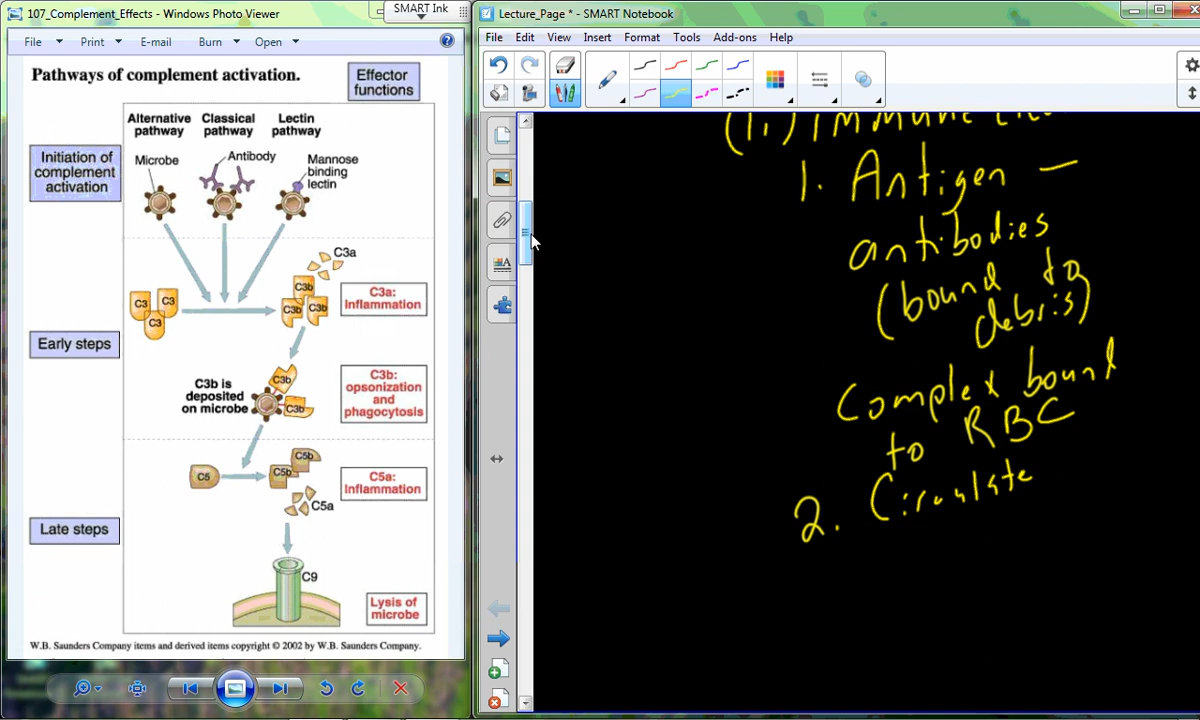 107_Complement_Effects - Windows Photo Viewer
SMART Ink
File Print E-mail Burn Open
Pathways of complement activation.
Effector
functions
Alternative
pathway
Classical
pathway
Lectin
pathway
Initiation of
complement
activation
Microbe
Antibody
Mannose
binding
lectin
C3a
C3b
C3b
C3b
C3
C3
C3
C3a:
Inflammation
Early steps
C3b is
deposited
on microbe
C3b
C3b
C3b:
opsonization
and
phagocytosis
C5
C5b
C5b
C5a
C5a:
Inflammation
Late steps
C9
Lysis of
microbe
W.B. Saunders Company items and derived items copyright © 2002 by W.B. Saunders Company.
Lecture_Page * - SMART Notebook
File Edit View Insert Format Tools Add-ons Help
1. Antigen –
antibodies
(bound to
debris)
Complex bound
to RBC
2. Circulate